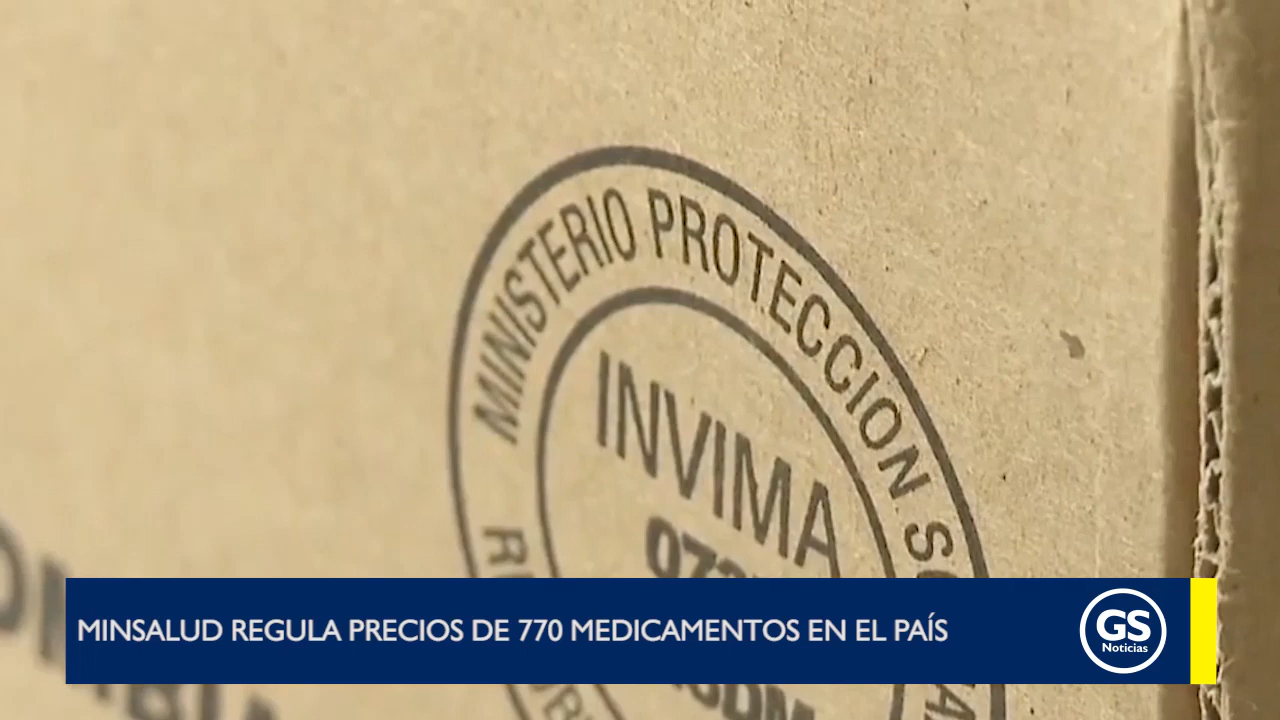 MINISTERIO PROTECCION
INVIMA
MINSALUD REGULA PRECIOS DE 770 MEDICAMENTOS EN EL PAÍS
GS
Noticias